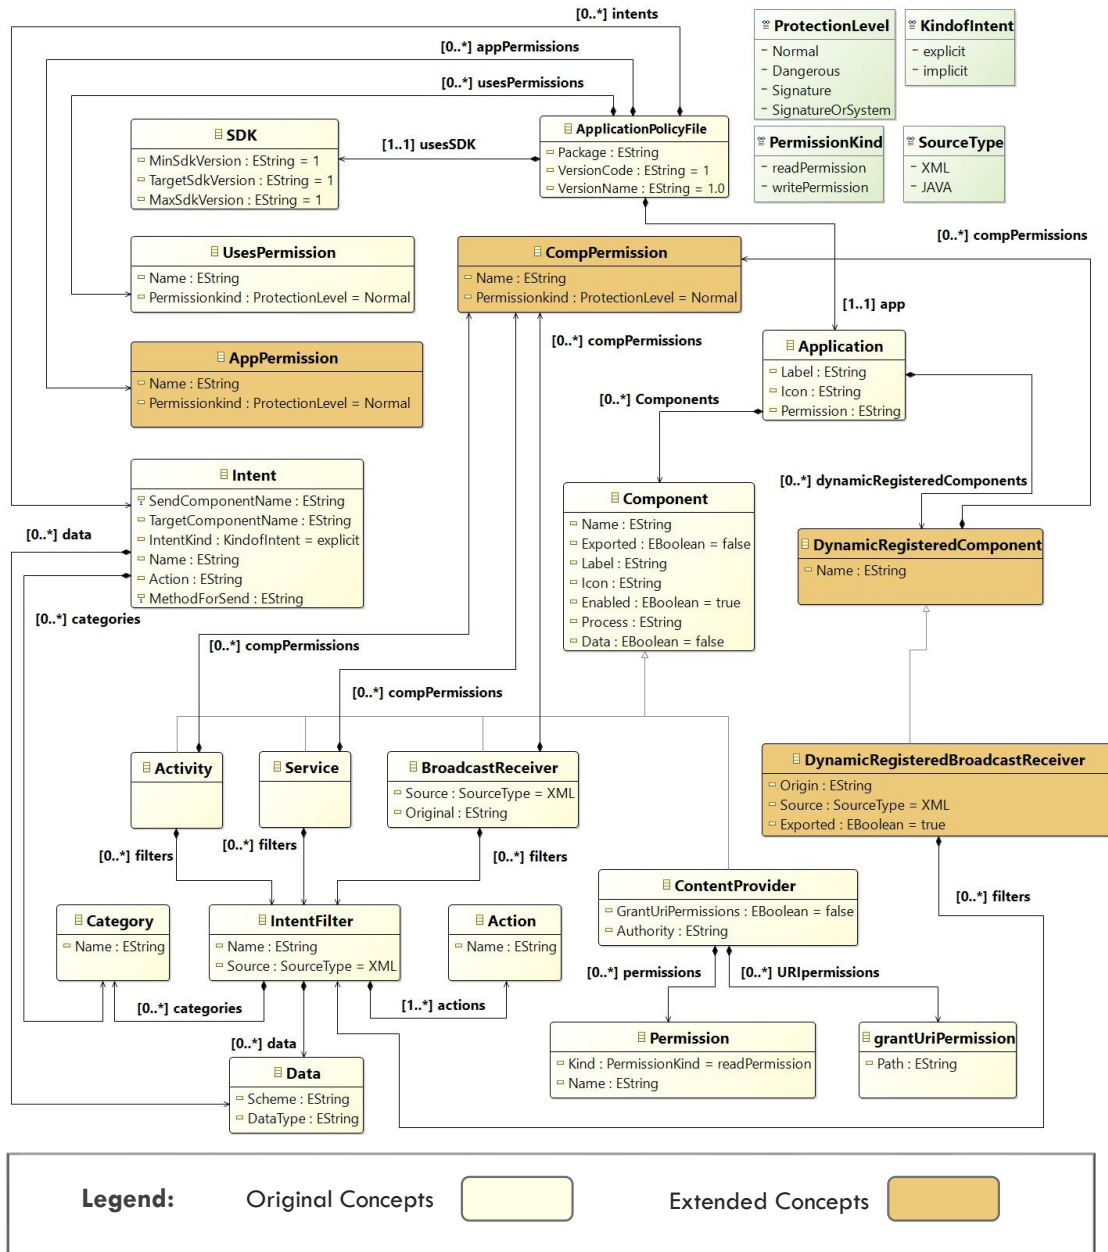 [0..*] intents
[0..*] appPermissions
[0..*] usesPermissions
ProtectionLevel
Normal
Dangerous
Signature
SignatureOrSystem
KindofIntent
explicit
implicit
PermissionKind
readPermission
writePermission
SourceType
XML
JAVA
SDK
MinSdkVersion : EString = 1
TargetSdkVersion : EString = 1
MaxSdkVersion : EString = 1
[1..1] usesSDK
ApplicationPolicyFile
Package : EString
VersionCode : EString = 1
VersionName : EString = 1.0
UsesPermission
Name : EString
Permissionkind : ProtectionLevel = Normal
CompPermission
Name : EString
Permissionkind : ProtectionLevel = Normal
[0..*] compPermissions
[1..1] app
[0..*] compPermissions
AppPermission
Name : EString
Permissionkind : ProtectionLevel = Normal
Application
Label : EString
Icon : EString
Permission : EString
[0..*] Components
Intent
SendComponentName : EString
TargetComponentName : EString
IntentKind : KindofIntent = explicit
Name : EString
Action : EString
MethodForSend : EString
[0..*] data
[0..*] categories
Component
Name : EString
Exported : EBoolean = false
Label : EString
Icon : EString
Enabled : EBoolean = true
Process : EString
Data : EBoolean = false
[0..*] dynamicRegisteredComponents
DynamicRegisteredComponent
Name : EString
[0..*] compPermissions
[0..*] compPermissions
Activity
Service
BroadcastReceiver
Source : SourceType = XML
Original : EString
DynamicRegisteredBroadcastReceiver
Origin : EString
Source : SourceType = XML
Exported : EBoolean = true
[0..*] filters
[0..*] filters
[0..*] filters
[0..*] filters
ContentProvider
GrantUriPermissions : EBoolean = false
Authority : EString
Category
Name : EString
IntentFilter
Name : EString
Source : SourceType = XML
Action
Name : EString
[0..*] permissions
[0..*] URIpermissions
[0..*] categories
[1..*] actions
[0..*] data
Permission
Kind : PermissionKind = readPermission
Name : EString
grantUriPermission
Path : EString
Data
Scheme : EString
DataType : EString
Legend:
Original Concepts
Extended Concepts